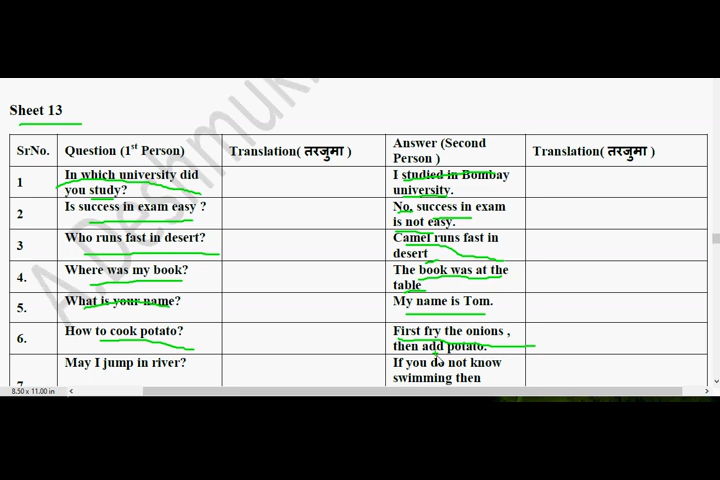 Sheet 13
SrNo. Question (1st Person) Translation( तरजुमा ) Answer (Second Person ) Translation( तरजुमा )
1 In which university did you study? I studied in Bombay university.
2 Is success in exam easy ? No, success in exam is not easy.
3 Who runs fast in desert? Camel runs fast in desert
4. Where was my book? The book was at the table
5. What is your name? My name is Tom.
6. How to cook potato? First fry the onions , then add potato.
7. May I jump in river? If you do not know swimming then
8.50 x 11.00 in
A.Deshmukh